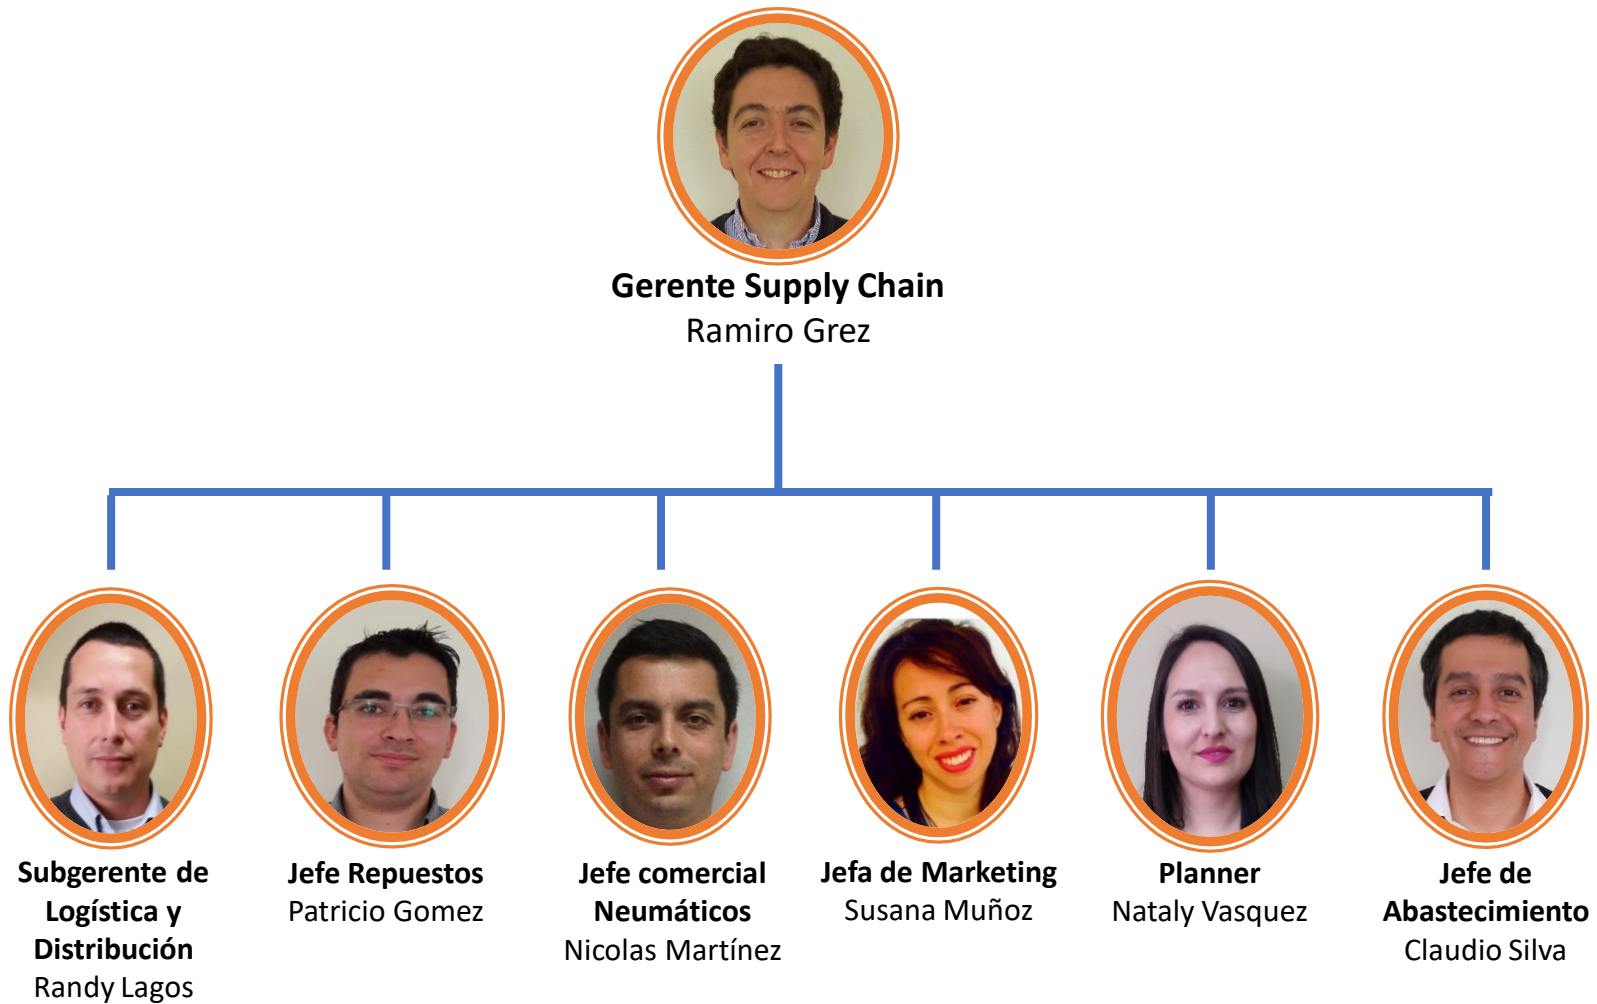 Gerente Supply Chain
Ramiro Grez
Subgerente de
Logística y
Distribución
Randy Lagos
Jefe Repuestos
Patricio Gomez
Jefe comercial
Neumáticos
Nicolas Martínez
Jefa de Marketing
Susana Muñoz
Planner
Nataly Vasquez
Jefe de
Abastecimiento
Claudio Silva